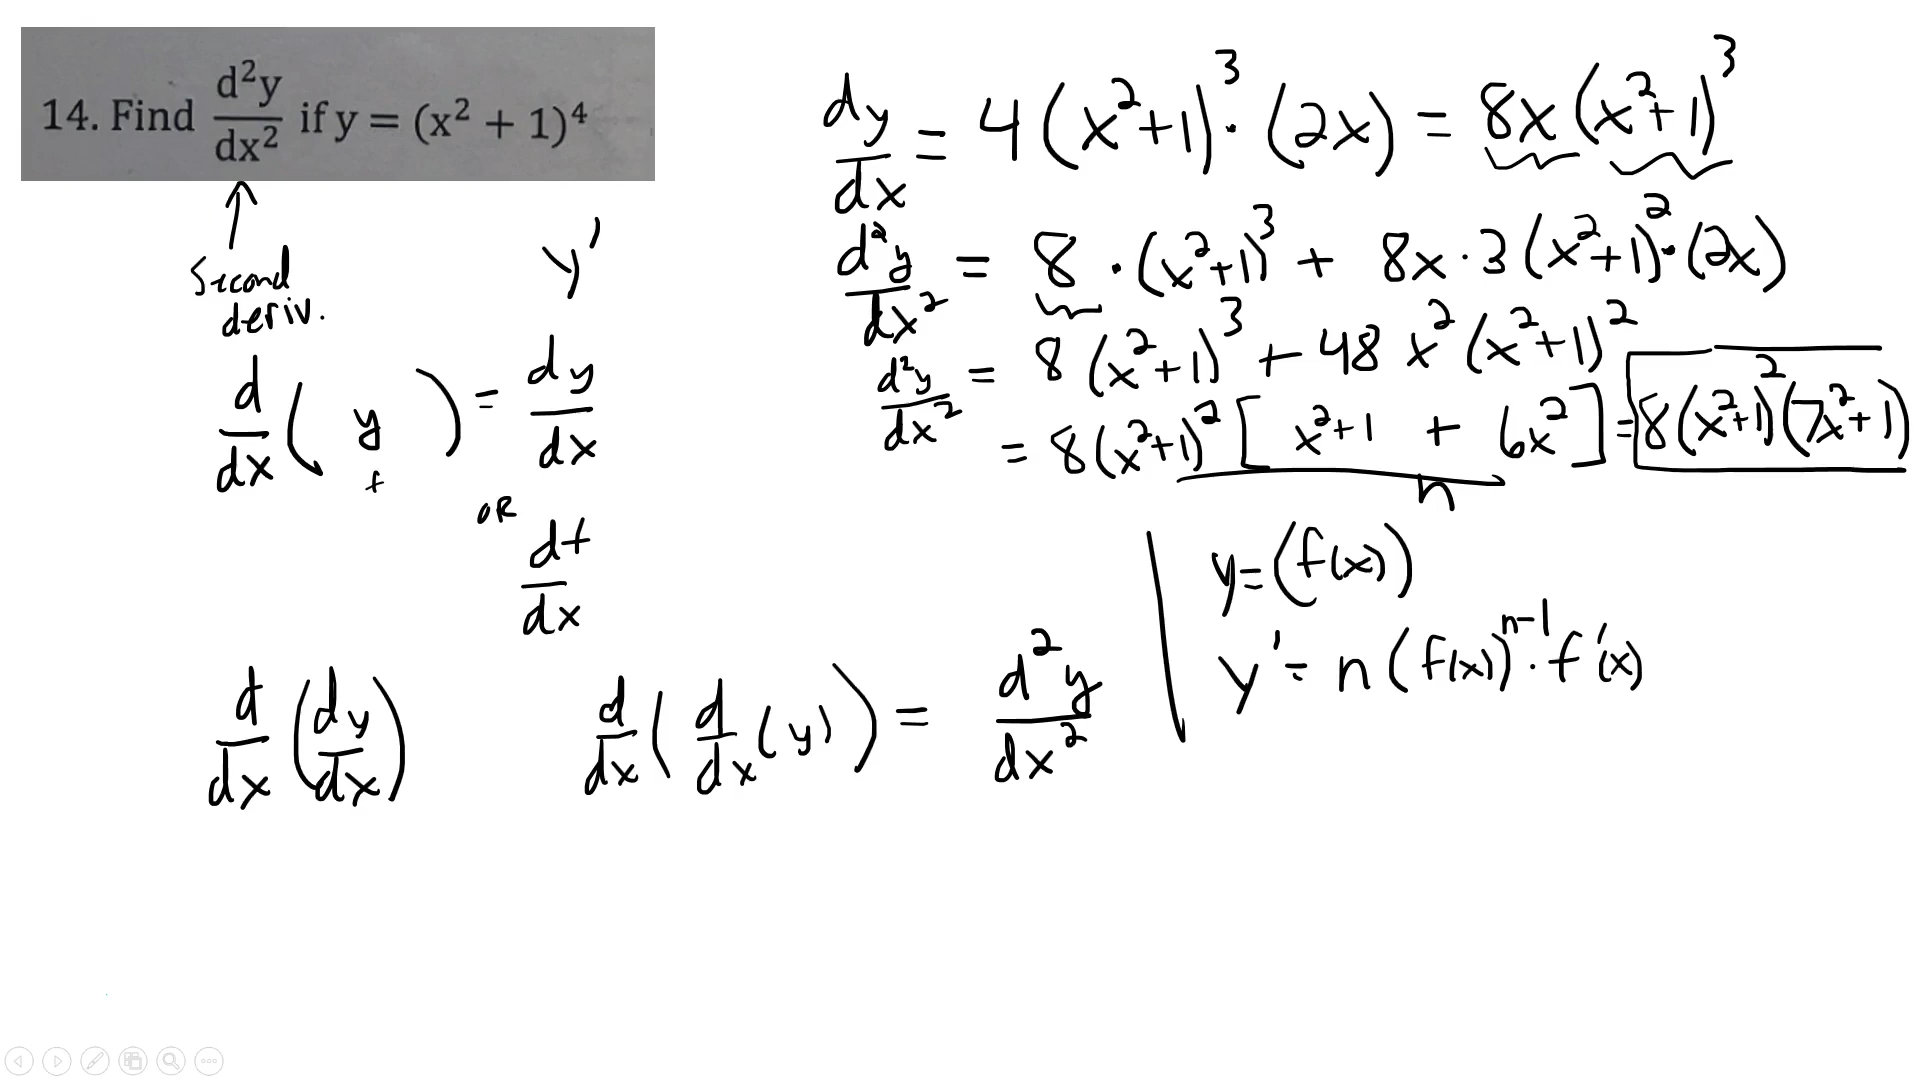 14. Find d²y/dx² if y = (x² + 1)⁴
Second
deriv.
y'
d/dx ( y ) = dy/dx
f
OR
df/dx
d/dx (dy/dx)
d/dx ( d/dx (y) ) = d²y/dx²
dy/dx = 4(x²+1)³·(2x) = 8x(x²+1)³
d²y/dx² = 8·(x²+1)³ + 8x·3(x²+1)²·(2x)
d²y/dx² = 8(x²+1)³ + 48x²(x²+1)²
= 8(x²+1)²[x²+1 + 6x²] = 8(x²+1)²(7x²+1)
y=(f(x))ⁿ
y' = n(f(x))ⁿ⁻¹·f'(x)